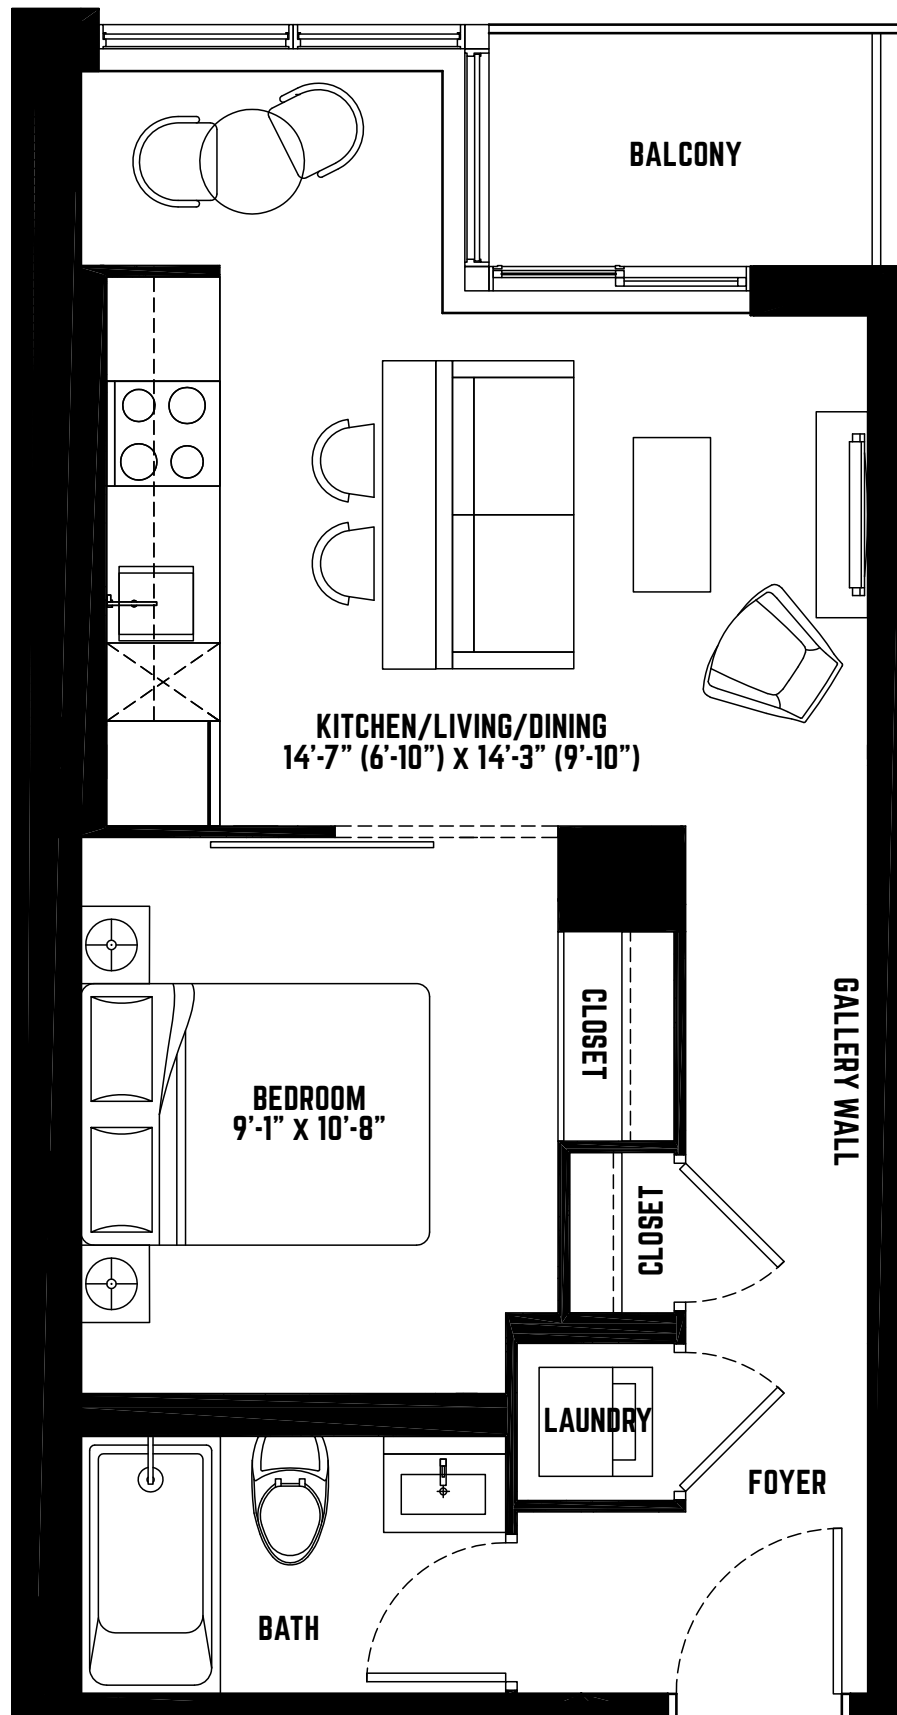 BALCONY
KITCHEN/LIVING/DINING
14’-7” (6’-10”) X 14’-3” (9’-10”)
CLOSET
GALLERY WALL
BEDROOM
9’-1” X 10’-8”
CLOSET
LAUNDRY
FOYER
BATH